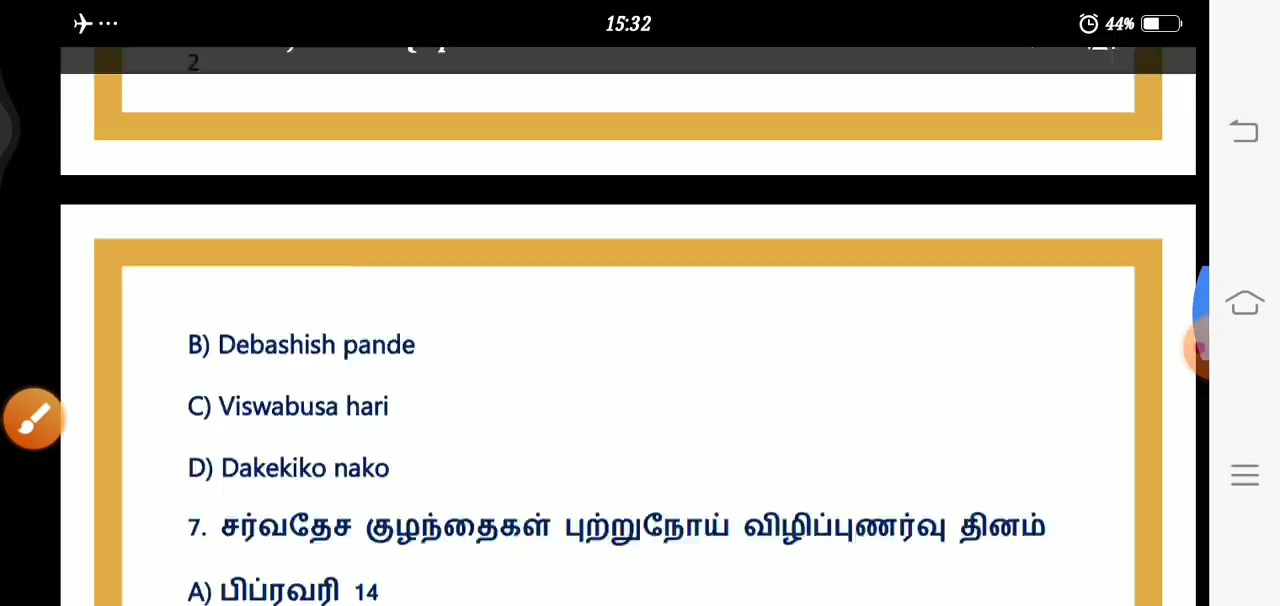 15:32
44%
2
B) Debashish pande
C) Viswabusa hari
D) Dakekiko nako
7. சர்வதேச குழந்தைகள் புற்றுநோய் விழிப்புணர்வு தினம்
A) பிப்ரவரி 14